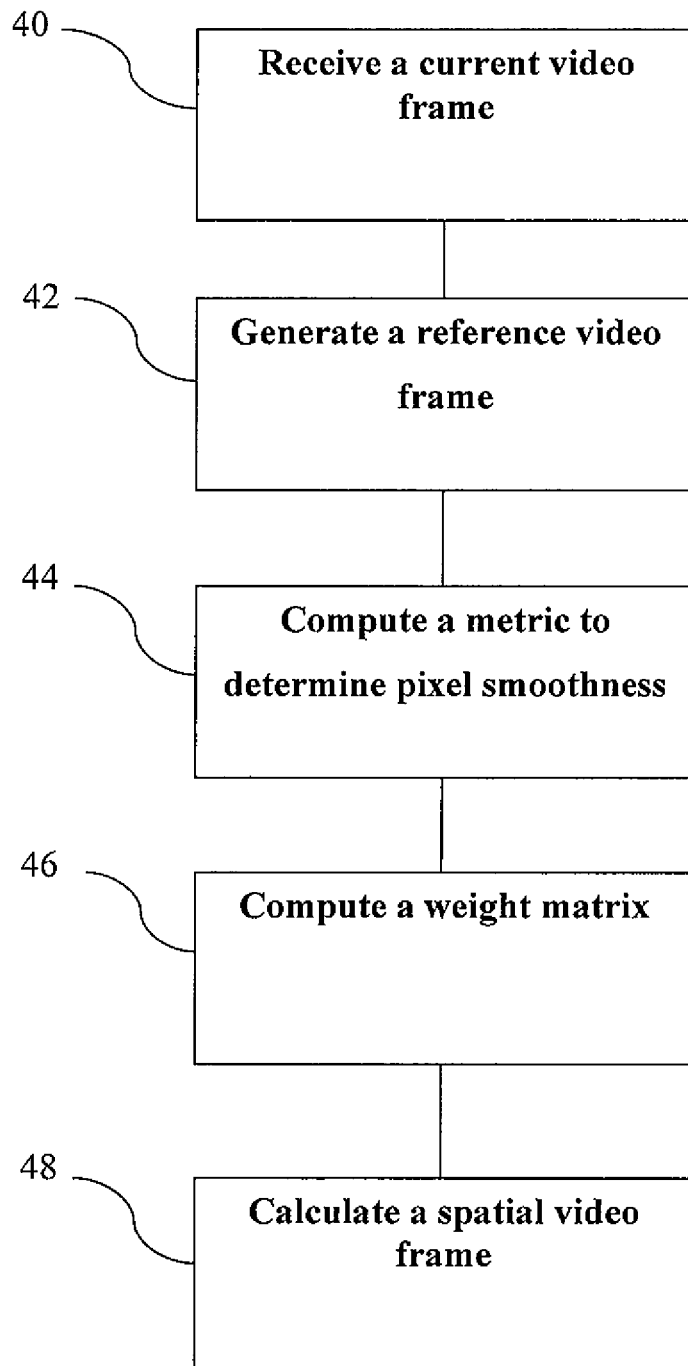 40
Receive a current video
frame
42
Generate a reference video
frame
44
Compute a metric to
determine pixel smoothness
46
Compute a weight matrix
48
Calculate a spatial video
frame